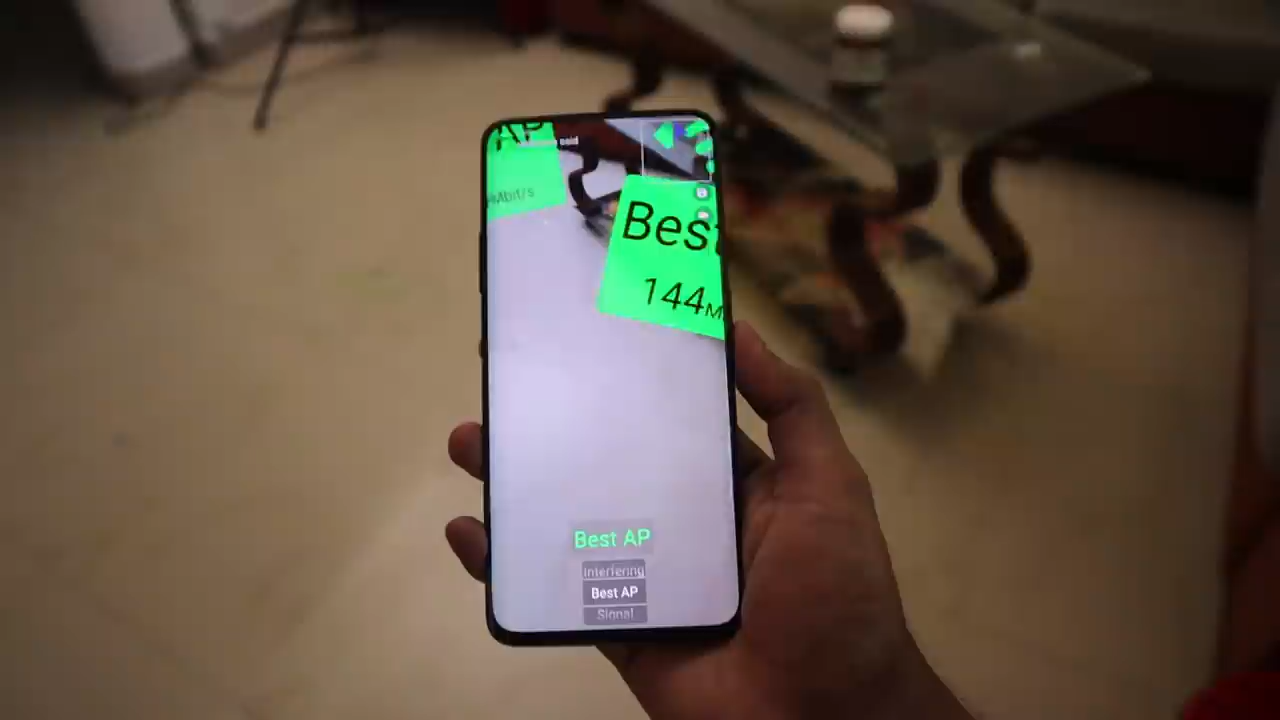 AP
Mbit/s
Best
144M
Best AP
Interfering
Best AP
Signal